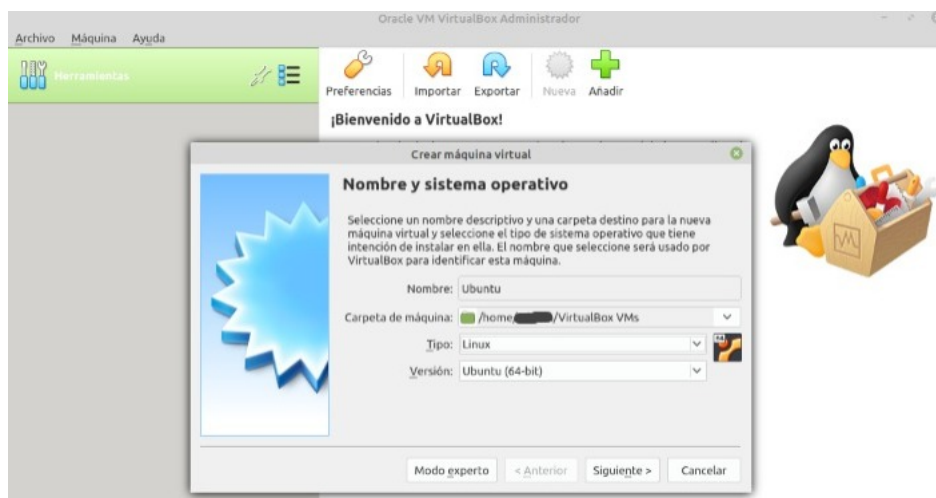 Oracle VM VirtualBox Administrador
Archivo Máquina Ayuda
Herramientas
Preferencias Importar Exportar Nueva Añadir
¡Bienvenido a VirtualBox!
Crear máquina virtual
Nombre y sistema operativo
Seleccione un nombre descriptivo y una carpeta destino para la nueva
máquina virtual y seleccione el tipo de sistema operativo que tiene
intención de instalar en ella. El nombre que seleccione será usado por
VirtualBox para identificar esta máquina.
Nombre: Ubuntu
Carpeta de máquina: /home/ /VirtualBox VMs
Tipo: Linux
64
Versión: Ubuntu (64-bit)
Modo experto < Anterior Siguiente > Cancelar